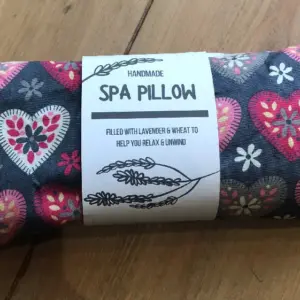 HANDMADE
SPA PILLOW
FILLED WITH LAVENDER & WHEAT TO
HELP YOU RELAX & UNWIND